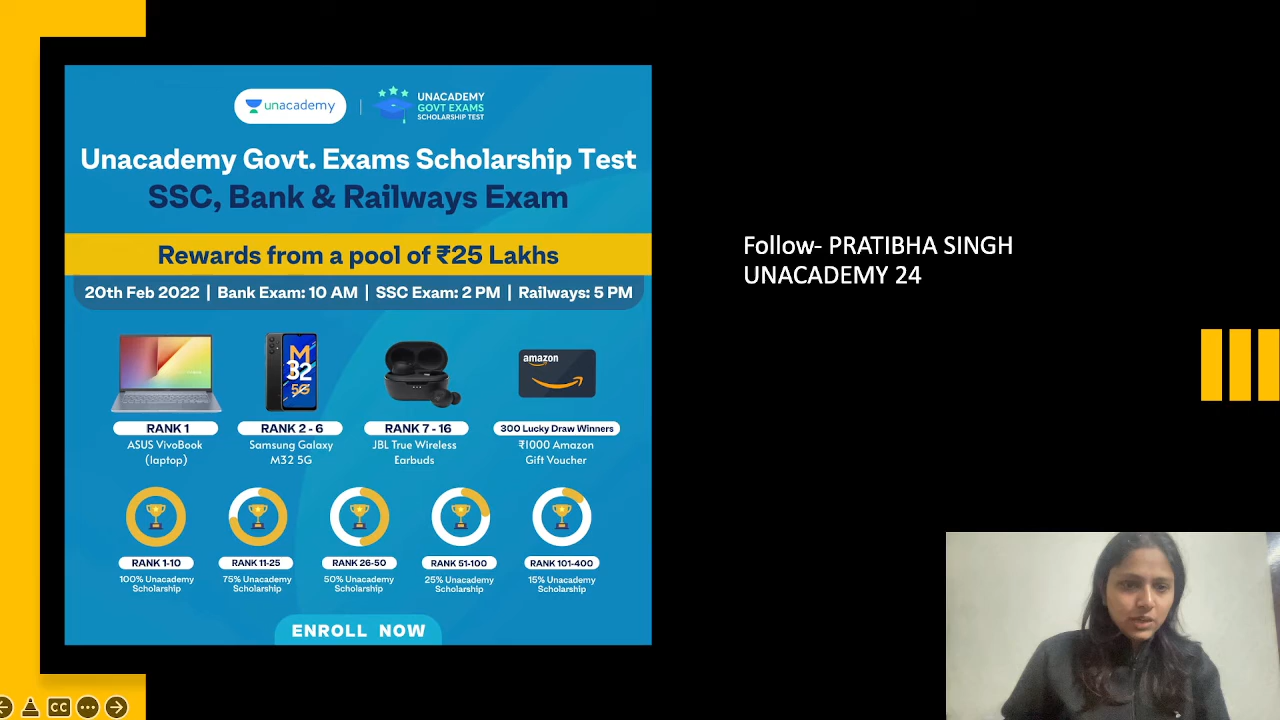 unacademy
UNACADEMY
GOVT EXAMS
SCHOLARSHIP TEST
Unacademy Govt. Exams Scholarship Test
SSC, Bank & Railways Exam
Rewards from a pool of ₹25 Lakhs
20th Feb 2022 | Bank Exam: 10 AM | SSC Exam: 2 PM | Railways: 5 PM
M
32
5G
amazon
RANK 1
ASUS VivoBook
(laptop)
RANK 2 - 6
Samsung Galaxy
M32 5G
RANK 7 - 16
JBL True Wireless
Earbuds
300 Lucky Draw Winners
₹1000 Amazon
Gift Voucher
RANK 1-10
100% Unacademy
Scholarship
RANK 11-25
75% Unacademy
Scholarship
RANK 26-50
50% Unacademy
Scholarship
RANK 51-100
25% Unacademy
Scholarship
RANK 101-400
15% Unacademy
Scholarship
ENROLL NOW
Follow- PRATIBHA SINGH
UNACADEMY 24
CC